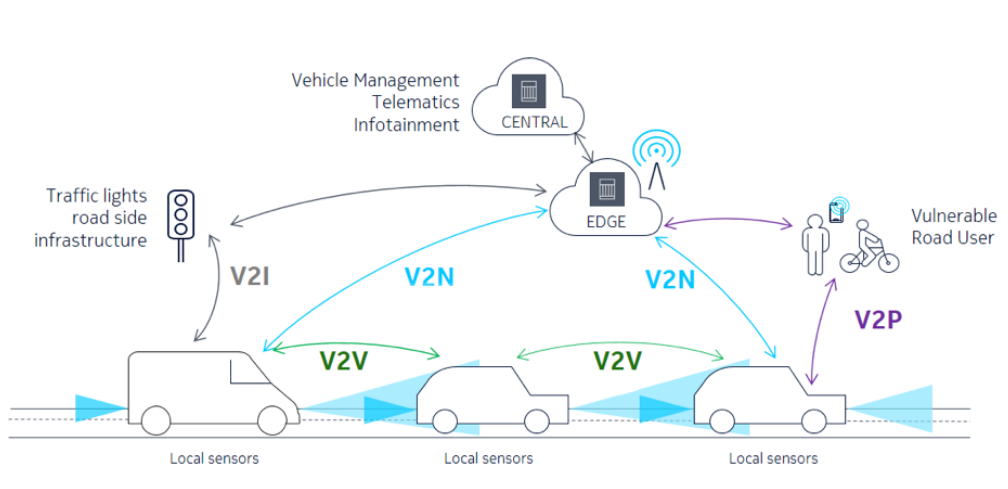 Vehicle Management
Telematics
Infotainment
CENTRAL
EDGE
Traffic lights
road side
infrastructure
Vulnerable
Road User
V2I
V2N
V2N
V2P
V2V
V2V
Local sensors
Local sensors
Local sensors